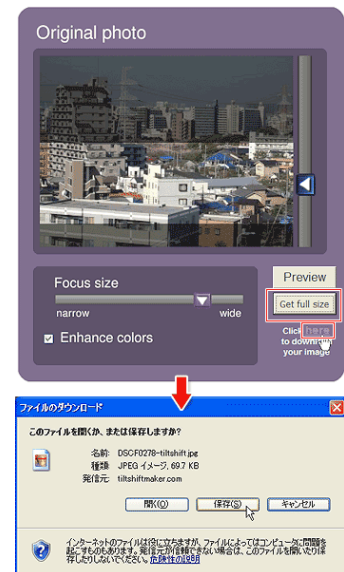 Original photo
Focus size
narrow
wide
Enhance colors
Preview
Get full size
Click here
to download
your image
ファイルのダウンロード
このファイルを開くか、または保存しますか?
名前: DSCF0278-tiltshift.jpg
種類: JPEG イメージ, 69.7 KB
発信元: tiltshiftmaker.com
開く(O)
保存(S)
キャンセル
インターネットのファイルは役に立ちますが、ファイルによってはコンピュータに問題を
起こすものもあります。発信元が信頼できない場合は、このファイルを開いたり保
存したりしないでください。危険性の説明